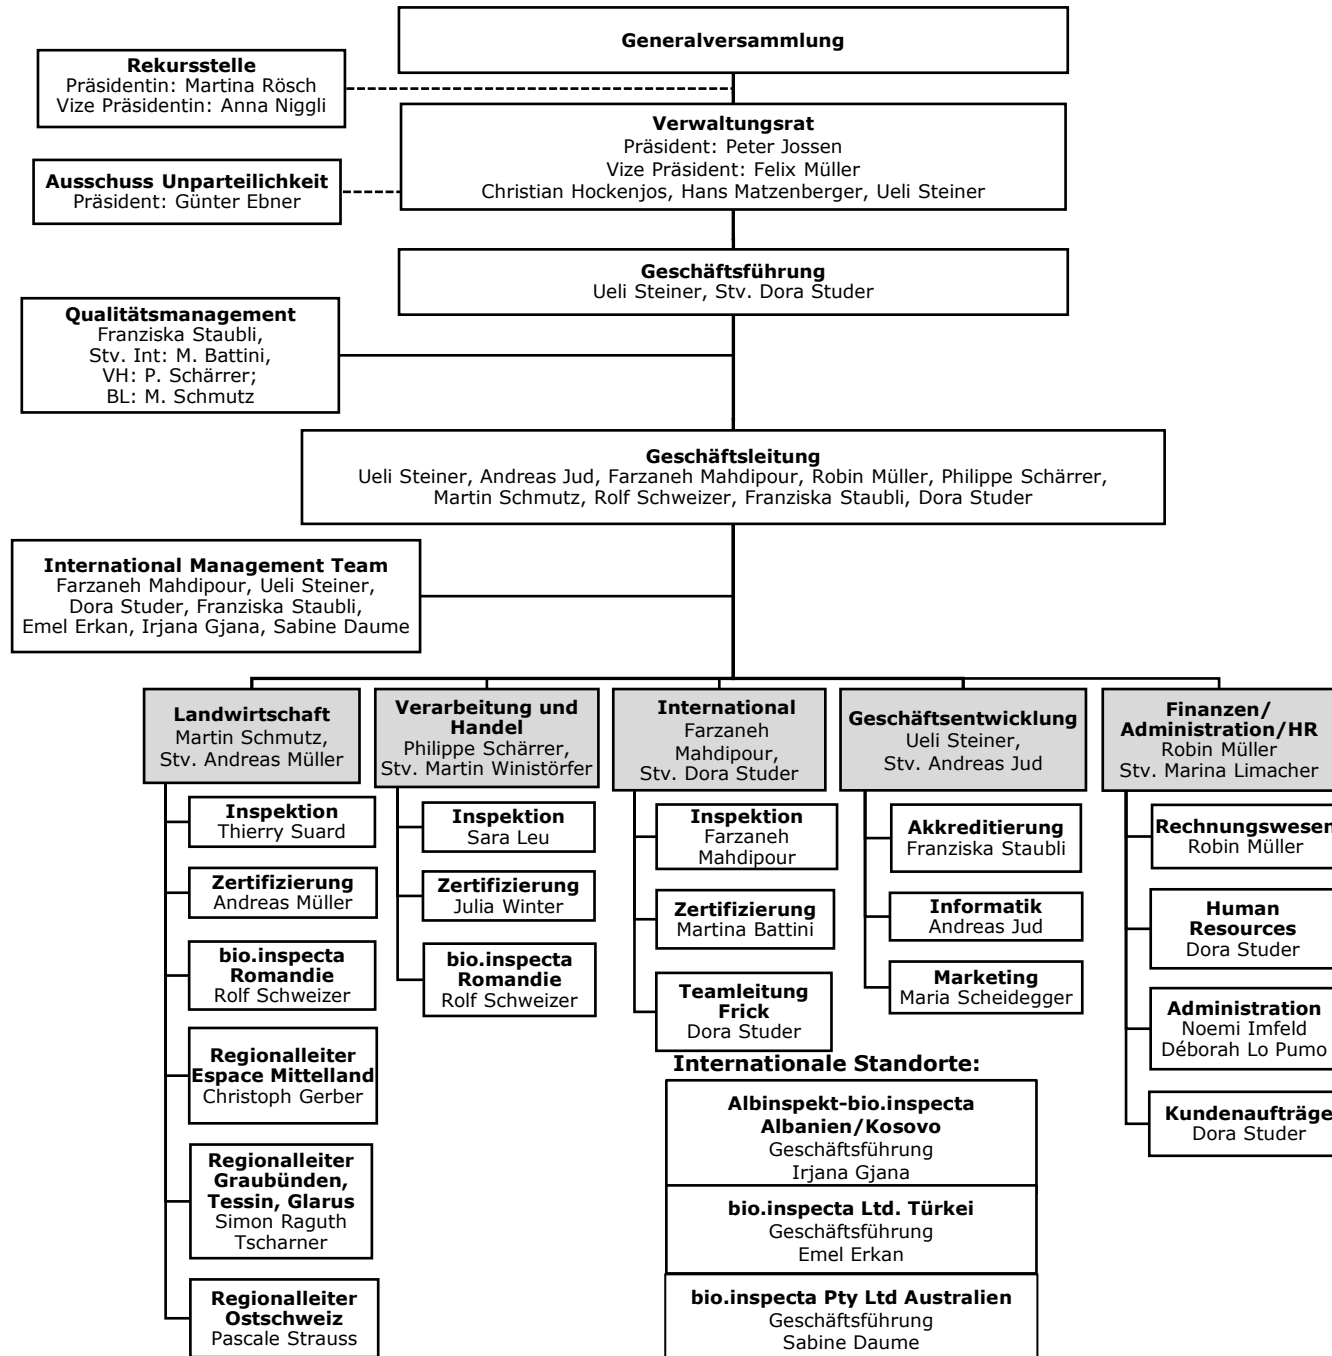 Generalversammlung
Rekursstelle
Präsidentin: Martina Rösch
Vize Präsidentin: Anna Niggli
Verwaltungsrat
Präsident: Peter Jossen
Vize Präsident: Felix Müller
Christian Hockenjos, Hans Matzenberger, Ueli Steiner
Ausschuss Unparteilichkeit
Präsident: Günter Ebner
Geschäftsführung
Ueli Steiner, Stv. Dora Studer
Qualitätsmanagement
Franziska Staubli,
Stv. Int: M. Battini,
VH: P. Schärrer;
BL: M. Schmutz
Geschäftsleitung
Ueli Steiner, Andreas Jud, Farzaneh Mahdipour, Robin Müller, Philippe Schärrer,
Martin Schmutz, Rolf Schweizer, Franziska Staubli, Dora Studer
International Management Team
Farzaneh Mahdipour, Ueli Steiner,
Dora Studer, Franziska Staubli,
Emel Erkan, Irjana Gjana, Sabine Daume
Landwirtschaft
Martin Schmutz,
Stv. Andreas Müller
Inspektion
Thierry Suard
Zertifizierung
Andreas Müller
bio.inspecta
Romandie
Rolf Schweizer
Regionalleiter
Espace Mittelland
Christoph Gerber
Regionalleiter
Graubünden,
Tessin, Glarus
Simon Raguth
Tscharner
Regionalleiter
Ostschweiz
Pascale Strauss
Verarbeitung und
Handel
Philippe Schärrer,
Stv. Martin Winistörfer
Inspektion
Sara Leu
Zertifizierung
Julia Winter
bio.inspecta
Romandie
Rolf Schweizer
International
Farzaneh
Mahdipour,
Stv. Dora Studer
Inspektion
Farzaneh
Mahdipour
Zertifizierung
Martina Battini
Teamleitung
Frick
Dora Studer
Internationale Standorte:
Albinspekt-bio.inspecta
Albanien/Kosovo
Geschäftsführung
Irjana Gjana
bio.inspecta Ltd. Türkei
Geschäftsführung
Emel Erkan
bio.inspecta Pty Ltd Australien
Geschäftsführung
Sabine Daume
Geschäftsentwicklung
Ueli Steiner,
Stv. Andreas Jud
Akkreditierung
Franziska Staubli
Informatik
Andreas Jud
Marketing
Maria Scheidegger
Finanzen/
Administration/HR
Robin Müller
Stv. Marina Limacher
Rechnungswesen
Robin Müller
Human
Resources
Dora Studer
Administration
Noemi Imfeld
Déborah Lo Pumo
Kundenaufträge
Dora Studer